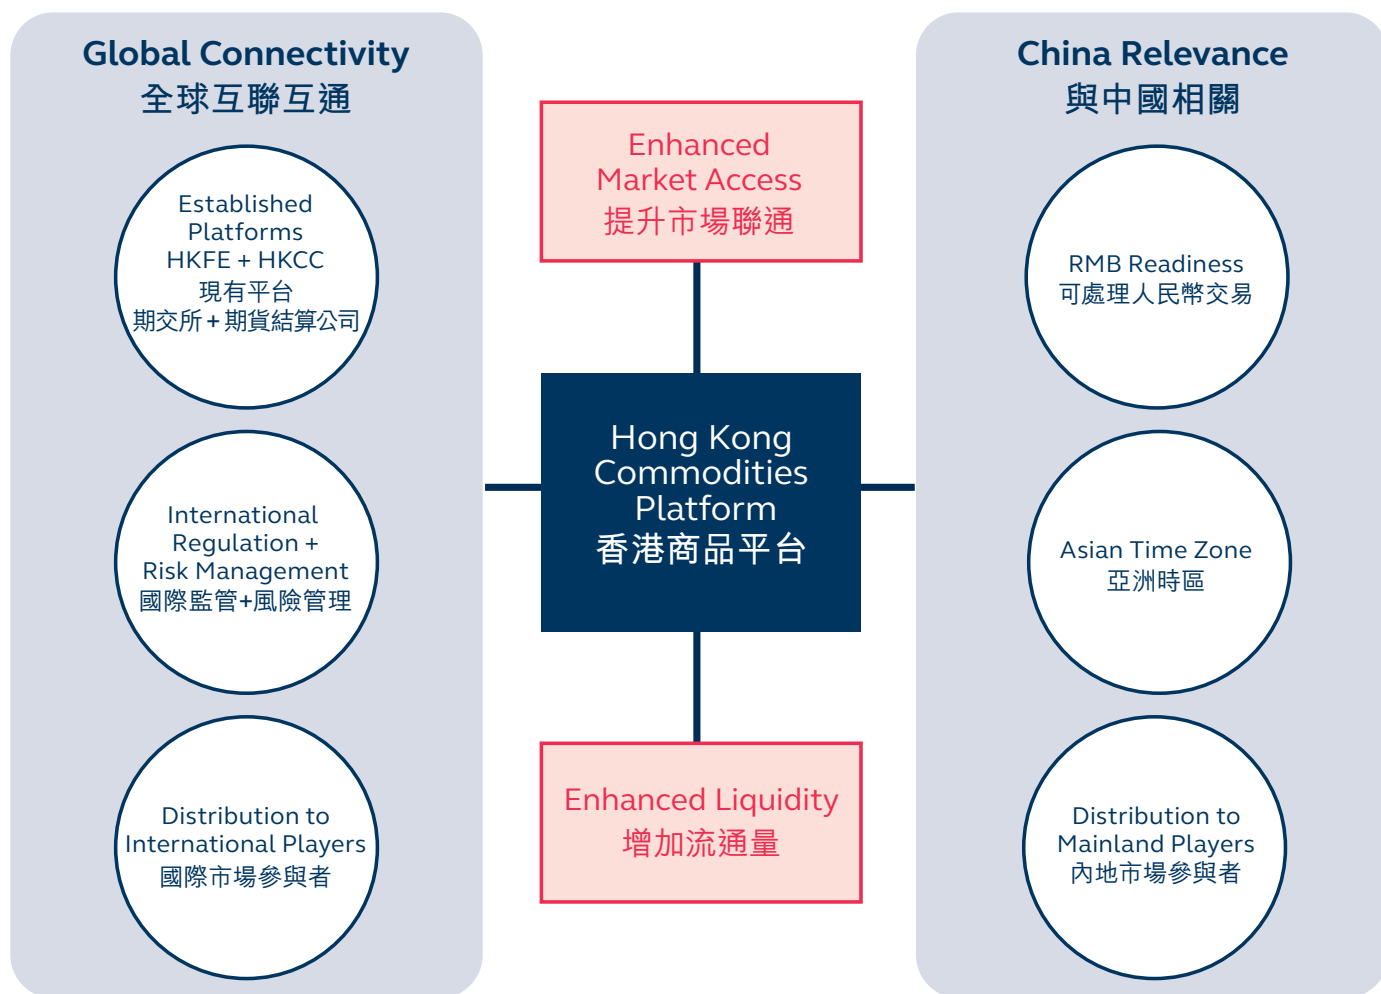 Global Connectivity
全球互聯互通
Established
Platforms
HKFE + HKCC
現有平台
期交所 + 期貨結算公司
International
Regulation +
Risk Management
國際監管+風險管理
Distribution to
International Players
國際市場參與者
Enhanced
Market Access
提升市場聯通
Hong Kong
Commodities
Platform
香港商品平台
Enhanced Liquidity
增加流通量
China Relevance
與中國相關
RMB Readiness
可處理人民幣交易
Asian Time Zone
亞洲時區
Distribution to
Mainland Players
內地市場參與者